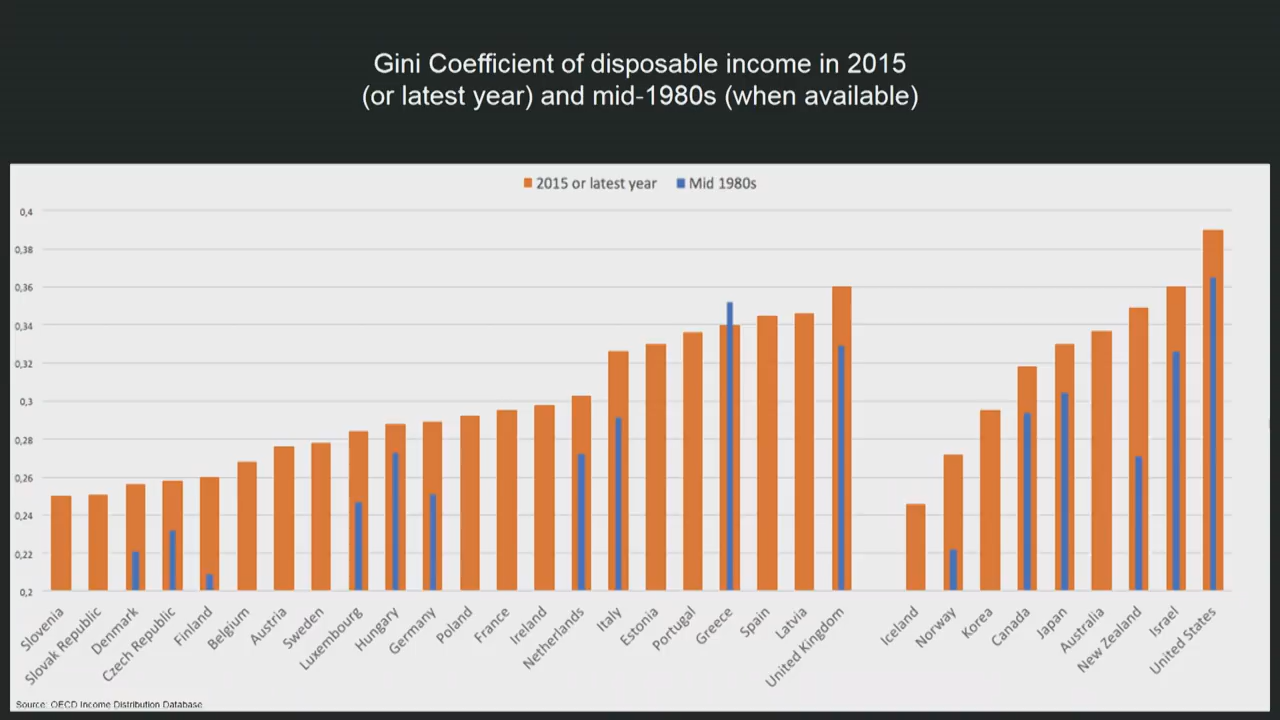 Gini Coefficient of disposable income in 2015
(or latest year) and mid-1980s (when available)
2015 or latest year
Mid 1980s
0,4
0,38
0,36
0,34
0,32
0,3
0,28
0,26
0,24
0,22
0,2
Slovenia
Slovak Republic
Denmark
Czech Republic
Finland
Belgium
Austria
Sweden
Luxembourg
Hungary
Germany
Poland
France
Ireland
Netherlands
Italy
Estonia
Portugal
Greece
Spain
Latvia
United Kingdom
Iceland
Norway
Korea
Canada
Japan
Australia
New Zealand
Israel
United States
Source: OECD Income Distribution Database